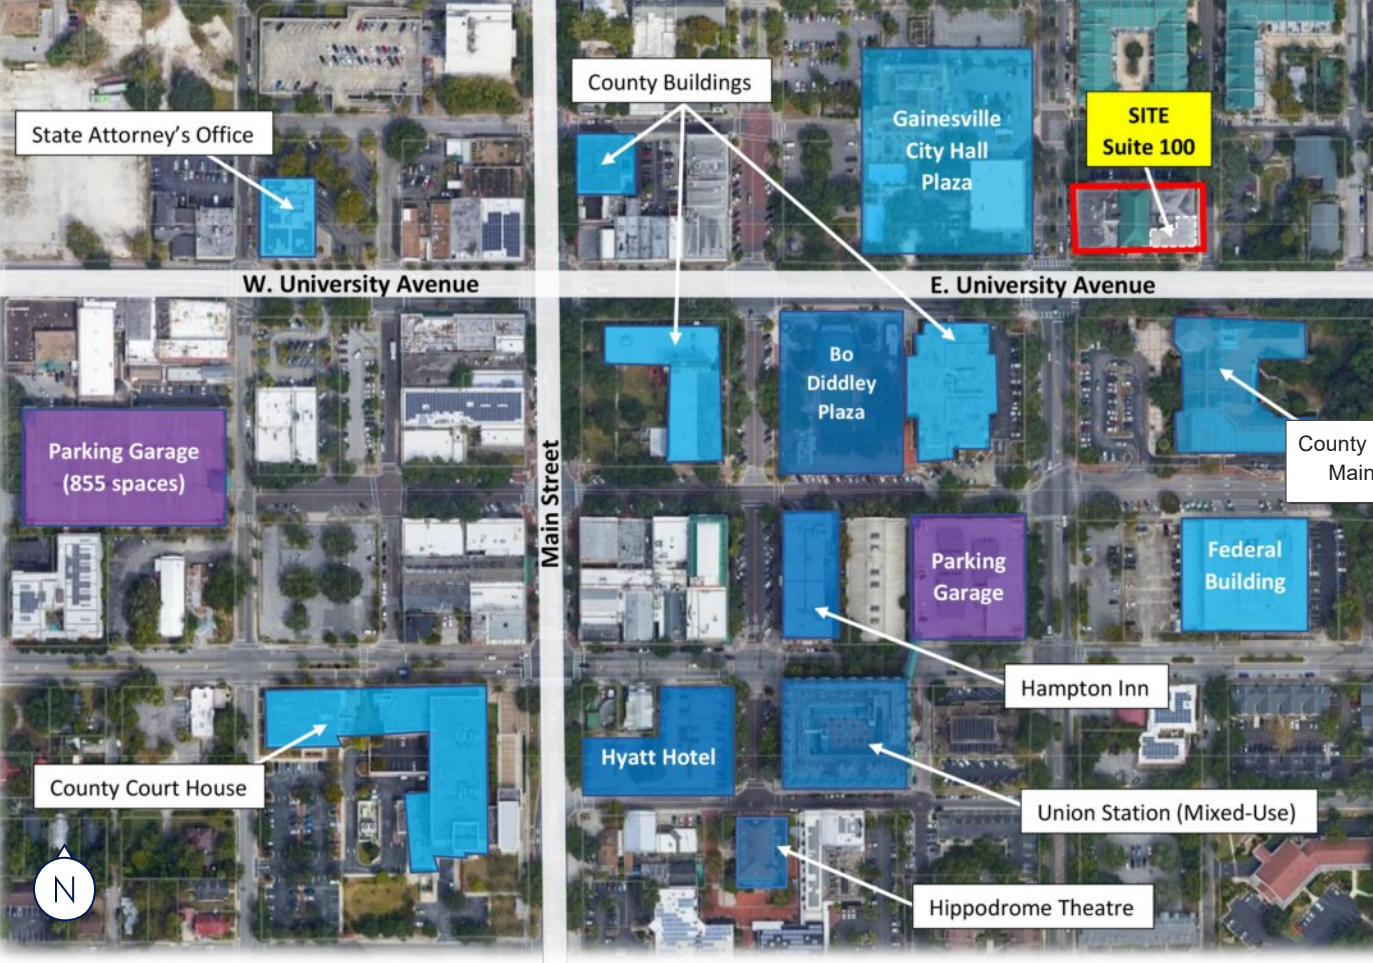 County Buildings
State Attorney's Office
Gainesville
City Hall
Plaza
SITE
Suite 100
W. University Avenue
E. University Avenue
Bo
Diddley
Plaza
Parking Garage
(855 spaces)
County
Main
Main Street
Parking
Garage
Federal
Building
Hampton Inn
Hyatt Hotel
County Court House
Union Station (Mixed-Use)
N
Hippodrome Theatre